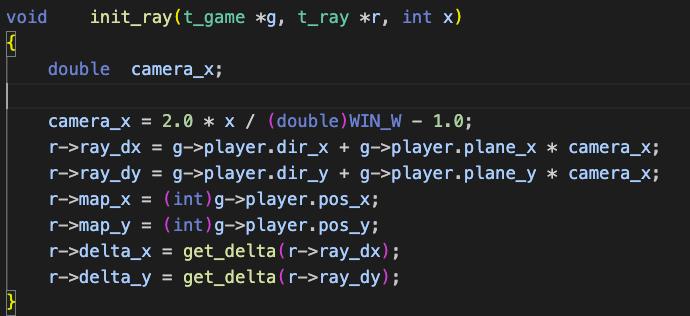 void	init_ray(t_game *g, t_ray *r, int x)
{
	double	camera_x;

	camera_x = 2.0 * x / (double)WIN_W - 1.0;
	r->ray_dx = g->player.dir_x + g->player.plane_x * camera_x;
	r->ray_dy = g->player.dir_y + g->player.plane_y * camera_x;
	r->map_x = (int)g->player.pos_x;
	r->map_y = (int)g->player.pos_y;
	r->delta_x = get_delta(r->ray_dx);
	r->delta_y = get_delta(r->ray_dy);
}